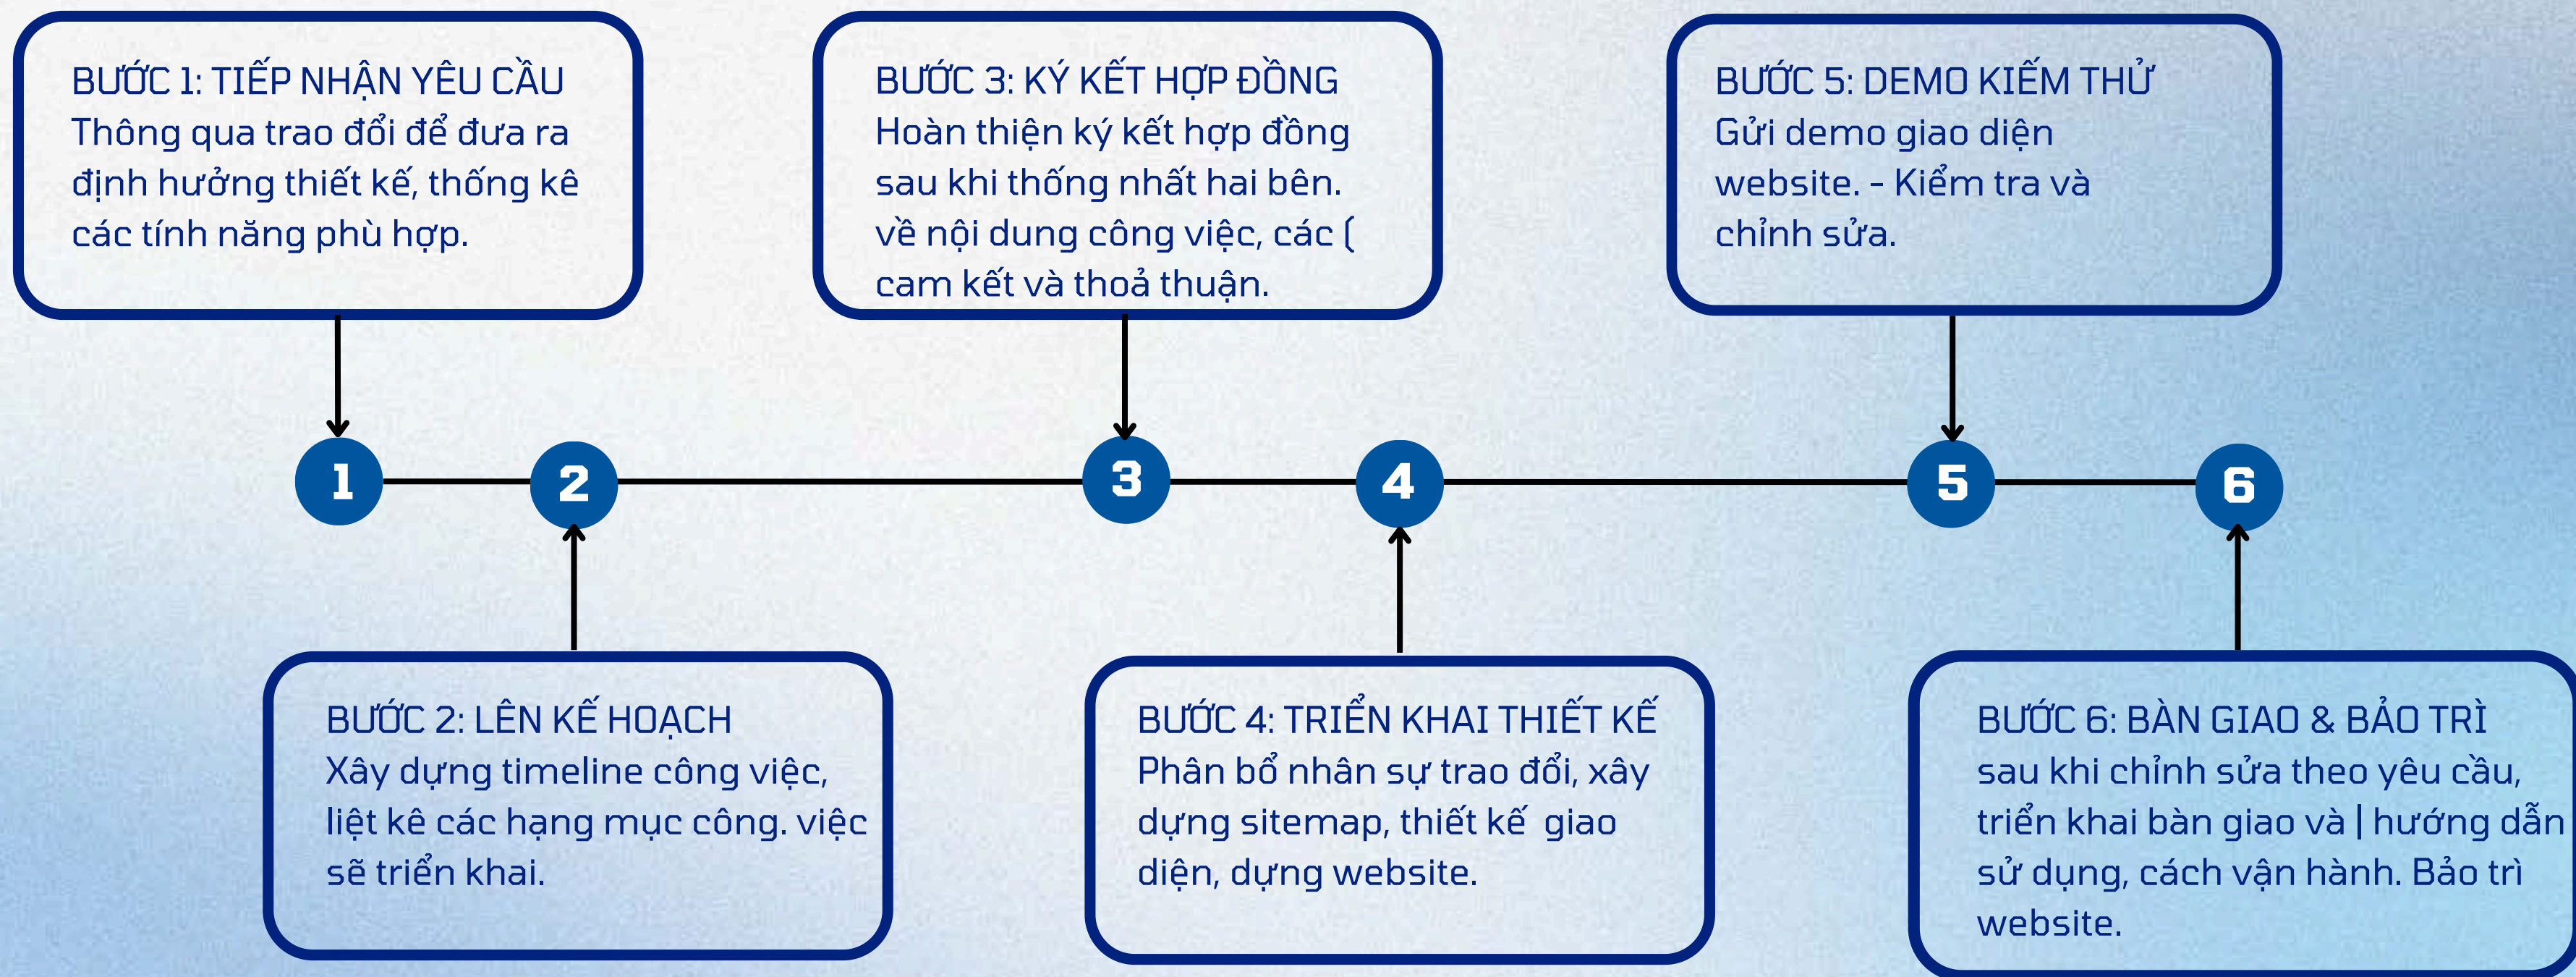 BƯỚC 1: TIẾP NHẬN YÊU CẦU
Thông qua trao đổi để đưa ra
định hưởng thiết kế, thống kê
các tính năng phù hợp.
BƯỚC 3: KÝ KẾT HỢP ĐỒNG
Hoàn thiện ký kết hợp đồng
sau khi thống nhất hai bên.
về nội dung công việc, các (
cam kết và thoả thuận.
BƯỚC 5: DEMO KIẾM THỬ
Gửi demo giao diện
website. - Kiểm tra và
chỉnh sửa.
1
2
3
4
5
6
BƯỚC 2: LÊN KẾ HOẠCH
Xây dựng timeline công việc,
liệt kê các hạng mục công. việc
sẽ triển khai.
BƯỚC 4: TRIỂN KHAI THIẾT KẾ
Phân bổ nhân sự trao đổi, xây
dựng sitemap, thiết kế giao
diện, dựng website.
BƯỚC 6: BÀN GIAO & BẢO TRÌ
sau khi chỉnh sửa theo yêu cầu,
triển khai bàn giao và | hướng dẫn
sử dụng, cách vận hành. Bảo trì
website.